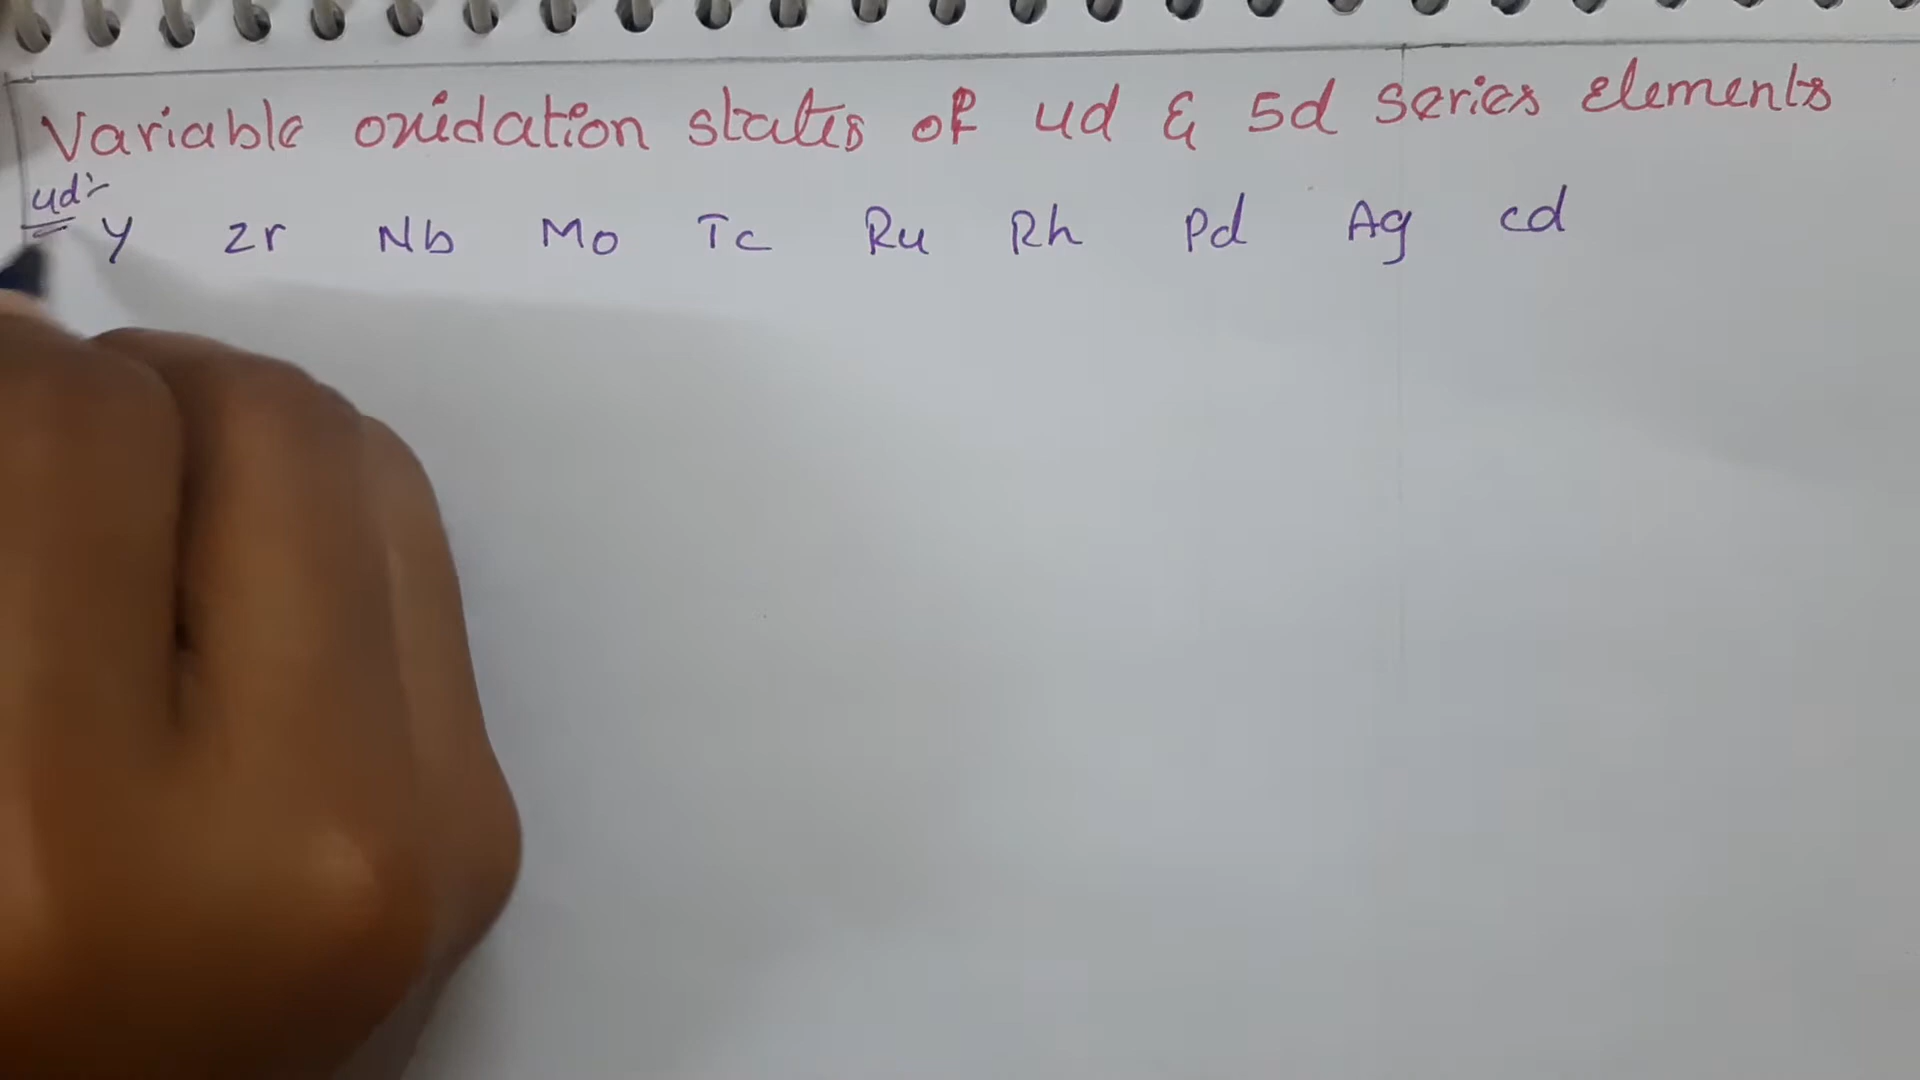 Variable oxidation states of 4d & 5d series elements
4d:-
Y Zr Nb Mo Tc Ru Rh Pd Ag cd